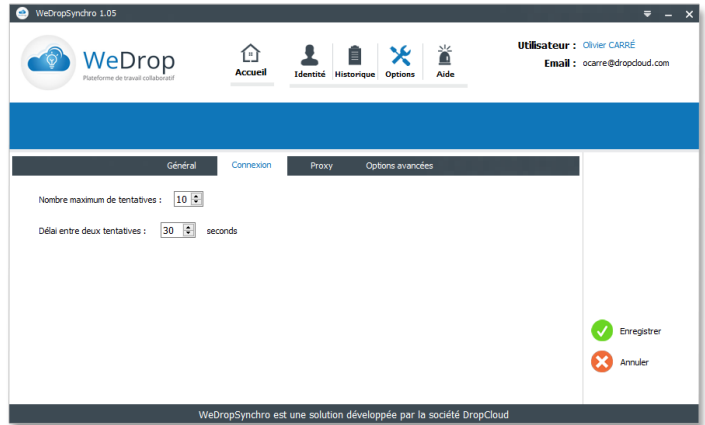 WeDropSynchro 1.05
WeDrop
Plateforme de travail collaboratif
Accueil
Identité Historique Options Aide
Utilisateur : Olivier CARRÉ
Email : ocarre@dropcloud.com
Général Connexion Proxy Options avancées
Nombre maximum de tentatives : 10
Délai entre deux tentatives : 30 seconds
Enregistrer
Annuler
WeDropSynchro est une solution développée par la société DropCloud